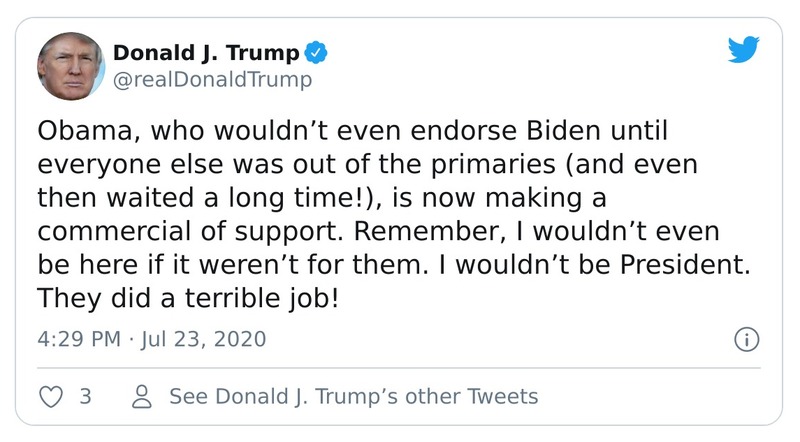 Donald J. Trump
@realDonaldTrump
Obama, who wouldn’t even endorse Biden until
everyone else was out of the primaries (and even
then waited a long time!), is now making a
commercial of support. Remember, I wouldn’t even
be here if it weren’t for them. I wouldn’t be President.
They did a terrible job!
4:29 PM · Jul 23, 2020
3 See Donald J. Trump’s other Tweets